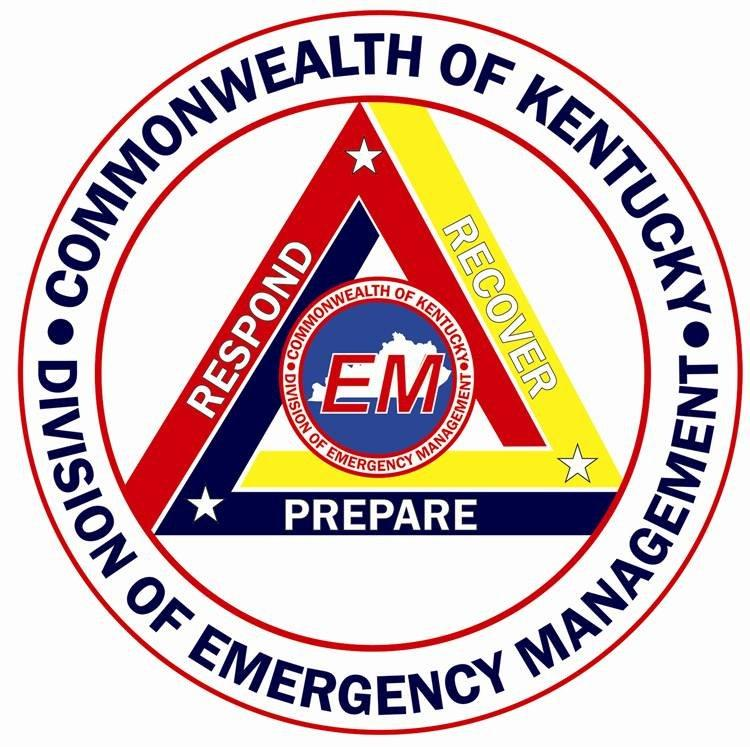 COMMONWEALTH OF KENTUCKY
• DIVISION OF EMERGENCY MANAGEMENT •
RESPOND
RECOVER
PREPARE
COMMONWEALTH OF KENTUCKY
• DIVISION OF EMERGENCY MANAGEMENT •
EM